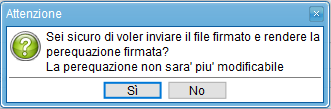 Attenzione
Sei sicuro di voler inviare il file firmato e rendere la
perequazione firmata?
La perequazione non sara' piu' modificabile
Sì
No